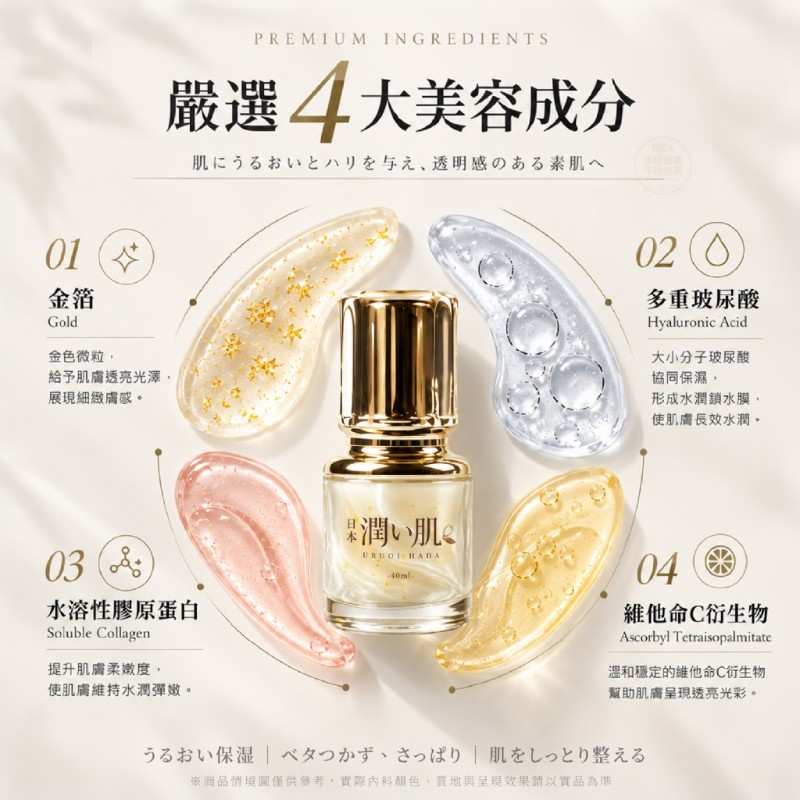 PREMIUM INGREDIENTS
嚴選4大美容成分
肌にうるおいとハリを与え、透明感のある素肌へ
01
金箔
Gold
金色微粒，
給予肌膚透亮光澤，
展現細緻膚感。
02
多重玻尿酸
Hyaluronic Acid
大小分子玻尿酸
協同保濕，
形成水潤鎖水膜，
使肌膚長效水潤。
日本 潤い肌
URUOI HADA
-40ml-
03
水溶性膠原蛋白
Soluble Collagen
提升肌膚柔嫩度，
使肌膚維持水潤彈嫩。
04
維他命C衍生物
Ascorbyl Tetraisopalmitate
溫和穩定的維他命C衍生物
幫助肌膚呈現透亮光彩。
うるおい保湿｜ベタつかず、さっぱり｜肌をしっとり整える
※商品情境圖僅供參考，實際內料顏色、質地與呈現效果請以實品為準